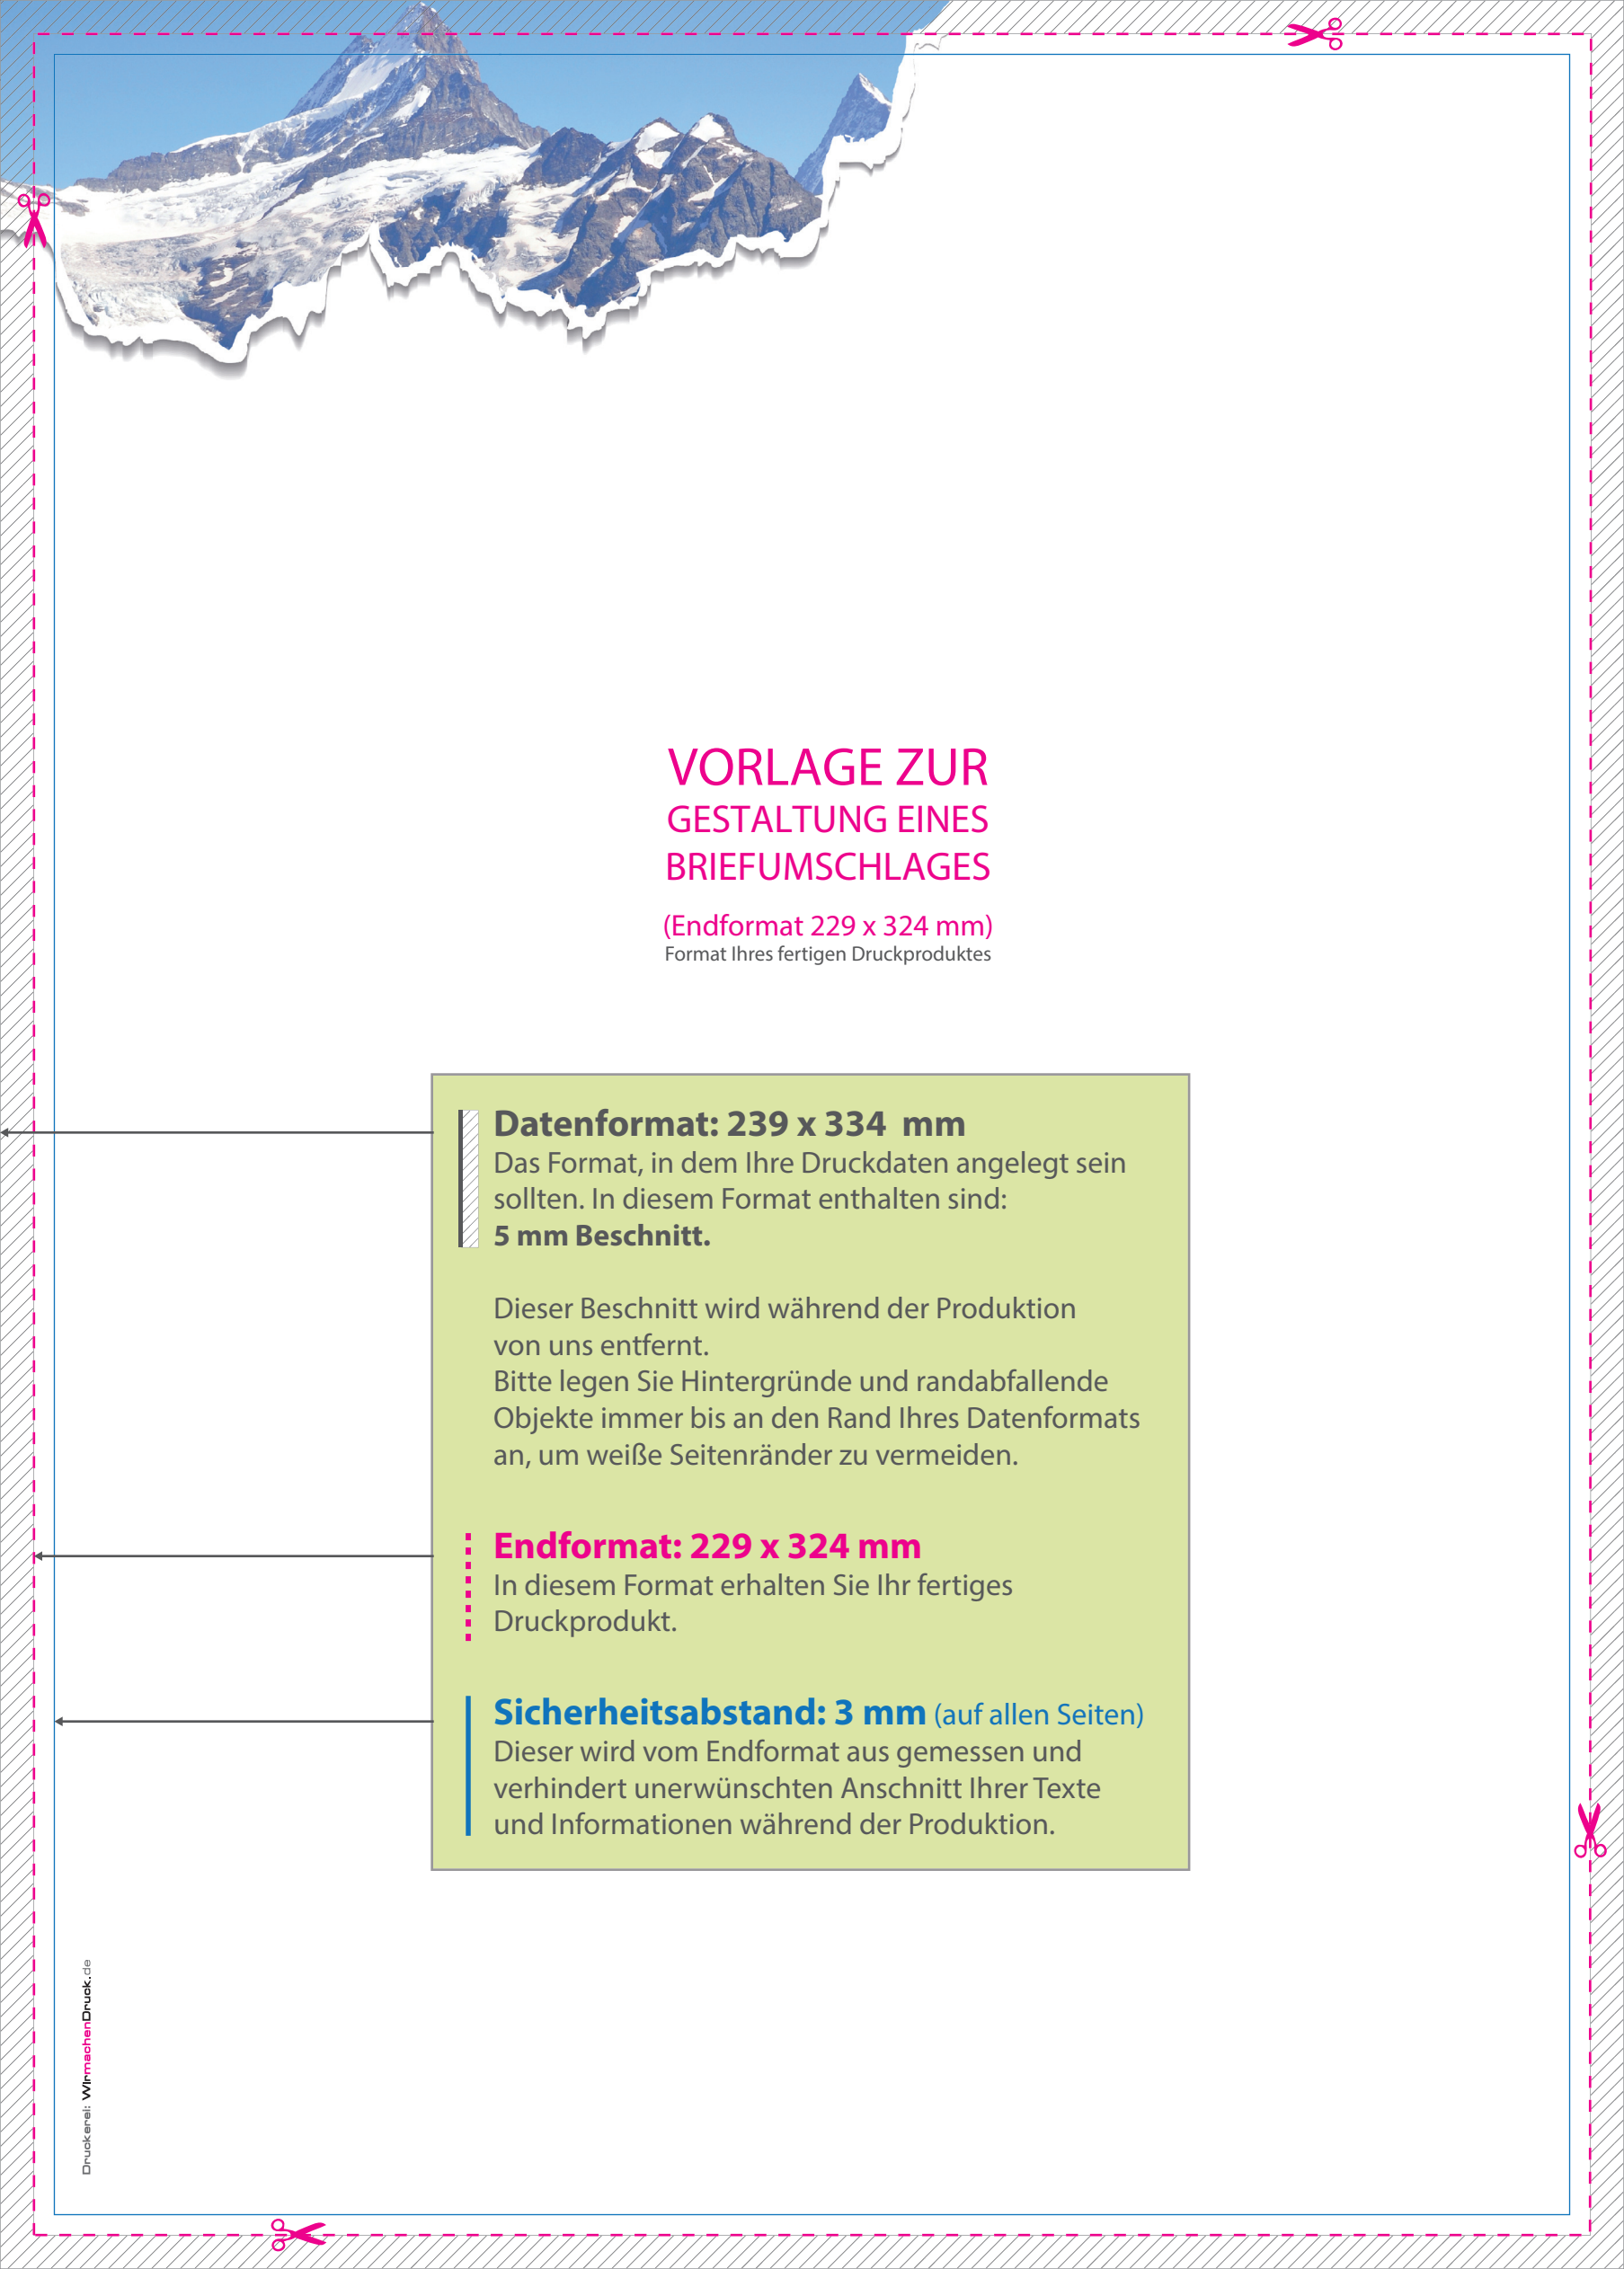 VORLAGE ZUR
GESTALTUNG EINES
BRIEFUMSCHLAGES
(Endformat 229 x 324 mm)
Format Ihres fertigen Druckproduktes
Datenformat: 239 x 334 mm
Das Format, in dem Ihre Druckdaten angelegt sein
sollten. In diesem Format enthalten sind:
5 mm Beschnitt.
Dieser Beschnitt wird während der Produktion
von uns entfernt.
Bitte legen Sie Hintergründe und randabfallende
Objekte immer bis an den Rand Ihres Datenformats
an, um weiße Seitenränder zu vermeiden.
Endformat: 229 x 324 mm
In diesem Format erhalten Sie Ihr fertiges
Druckprodukt.
Sicherheitsabstand: 3 mm (auf allen Seiten)
Dieser wird vom Endformat aus gemessen und
verhindert unerwünschten Anschnitt Ihrer Texte
und Informationen während der Produktion.
Druckerei: WirmachenDruck.de